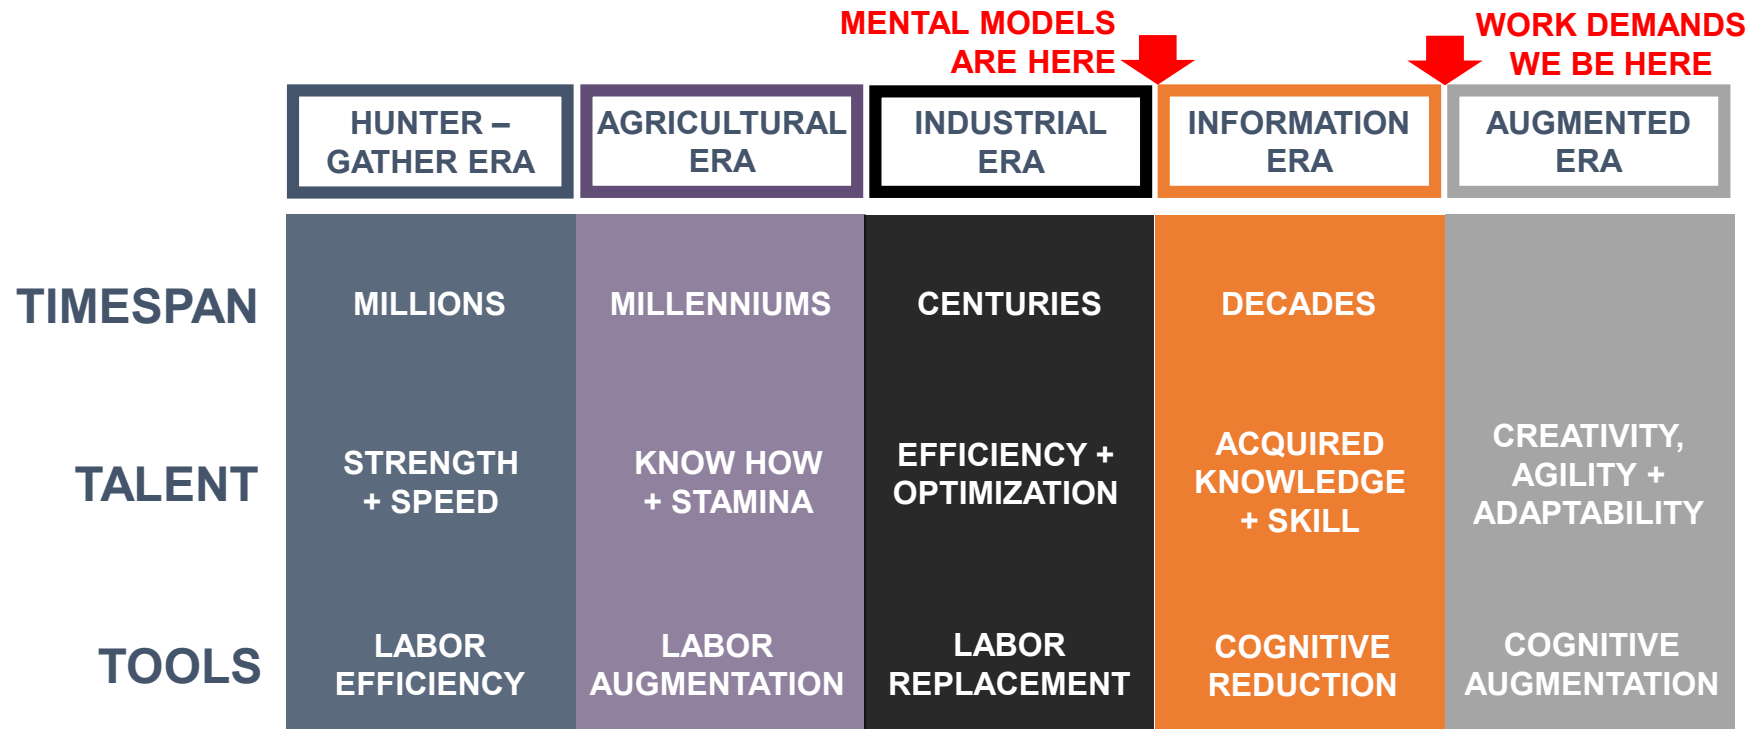 MENTAL MODELS
ARE HERE
WORK DEMANDS
WE BE HERE
HUNTER –
GATHER ERA
AGRICULTURAL
ERA
INDUSTRIAL
ERA
INFORMATION
ERA
AUGMENTED
ERA
TIMESPAN
MILLIONS
MILLENNIUMS
CENTURIES
DECADES
TALENT
STRENGTH
+ SPEED
KNOW HOW
+ STAMINA
EFFICIENCY +
OPTIMIZATION
ACQUIRED
KNOWLEDGE
+ SKILL
CREATIVITY,
AGILITY +
ADAPTABILITY
TOOLS
LABOR
EFFICIENCY
LABOR
AUGMENTATION
LABOR
REPLACEMENT
COGNITIVE
REDUCTION
COGNITIVE
AUGMENTATION